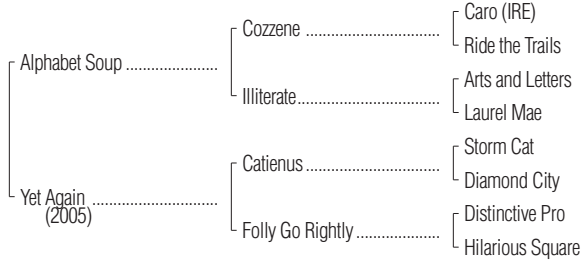 Caro (IRE)
Cozzene ..............................
Ride the Trails
Alphabet Soup .....................
Arts and Letters
Illiterate................................
Laurel Mae
Storm Cat
Catienus ..............................
Diamond City
Yet Again ............................
(2005)
Distinctive Pro
Folly Go Rightly ...................
Hilarious Square